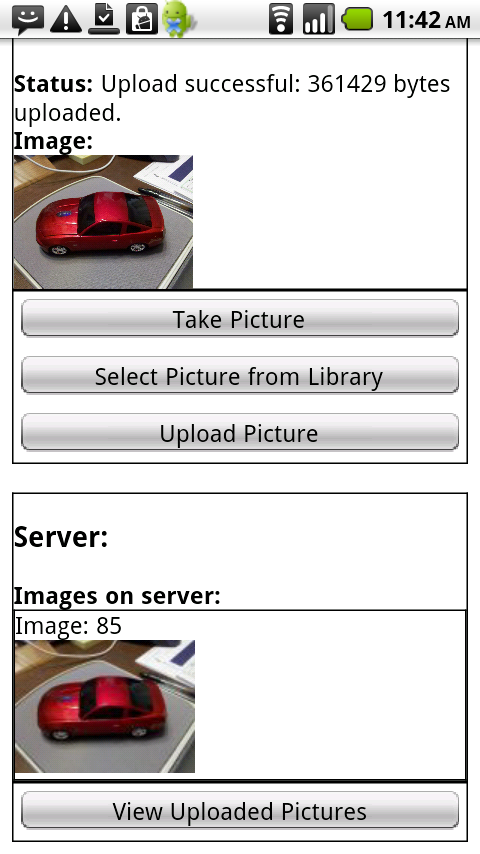 11:42 AM
Status: Upload successful: 361429 bytes
uploaded.
Image:
Take Picture
Select Picture from Library
Upload Picture
Server:
Images on server:
Image: 85
View Uploaded Pictures